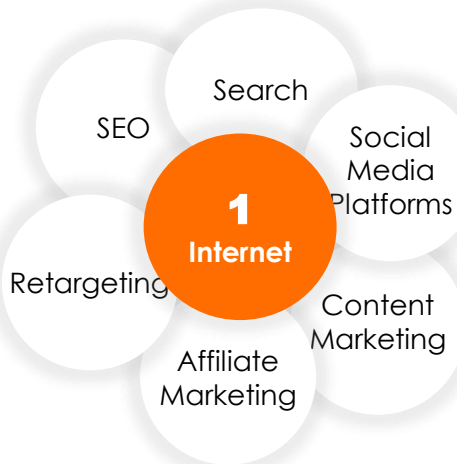 Search
SEO
Social
Media
Platforms
1
Internet
Retargeting
Content
Marketing
Affiliate
Marketing